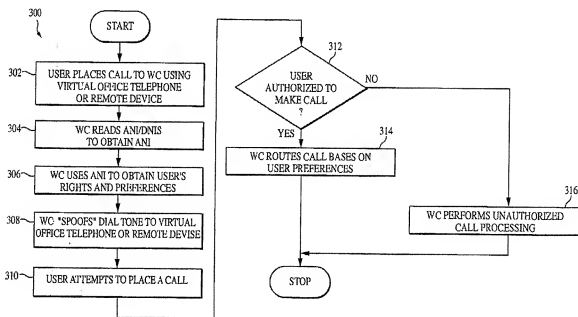 300
START
302
USER PLACES CALL TO WC USING
VIRTUAL OFFICE TELEPHONE
OR REMOTE DEVICE
304
WC READS ANI/DNIS
TO OBTAIN ANI
306
WC USES ANI TO OBTAIN USER'S
RIGHTS AND PREFERENCES
308
WC "SPOOFS" DIAL TONE TO VIRTUAL
OFFICE TELEPHONE OR REMOTE DEVISE
310
USER ATTEMPTS TO PLACE A CALL
312
USER
AUTHORIZED TO
MAKE CALL
?
NO
YES
314
WC ROUTES CALL BASES ON
USER PREFERENCES
316
WC PERFORMS UNAUTHORIZED
CALL PROCESSING
STOP